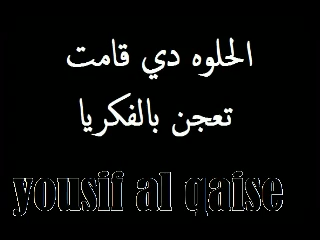 الحلوه دي قامت
تعجن بالفكريا
yousif al qaise